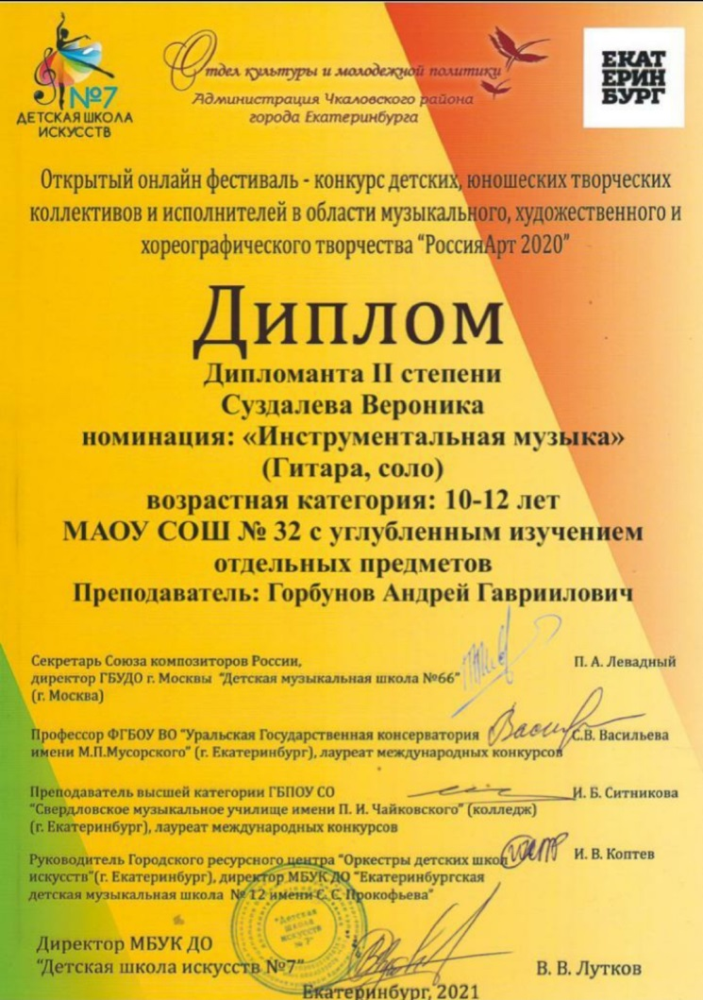 №7
ДЕТСКАЯ ШКОЛА
ИСКУССТВ
Отдел культуры и молодежной политики
Администрация Чкаловского района
города Екатеринбурга
ЕКАТ
ЕРИН
БУРГ
Открытый онлайн фестиваль - конкурс детских, юношеских творческих
коллективов и исполнителей в области музыкального, художественного и
хореографического творчества “РоссияАрт 2020”
Диплом
Дипломанта II степени
Суздалева Вероника
номинация: «Инструментальная музыка»
(Гитара, соло)
возрастная категория: 10-12 лет
МАОУ СОШ № 32 с углубленным изучением
отдельных предметов
Преподаватель: Горбунов Андрей Гавриилович
Секретарь Союза композиторов России,
директор ГБУДО г. Москвы "Детская музыкальная школа №66"
(г. Москва)
П. А. Левадный
Профессор ФГБОУ ВО "Уральская Государственная консерватория
имени М.П.Мусорского" (г. Екатеринбург), лауреат международных конкурсов
С.В. Васильева
Преподаватель высшей категории ГБПОУ СО
"Свердловское музыкальное училище имени П. И. Чайковского" (колледж)
(г. Екатеринбург), лауреат международных конкурсов
И. Б. Ситникова
Руководитель Городского ресурсного центра "Оркестры детских школ
искусств"(г. Екатеринбург), директор МБУК ДО "Екатеринбургская
детская музыкальная школа № 12 имени С. С. Прокофьева"
И. В. Коптев
"Детская
школа
искусств
№ 7"
Директор МБУК ДО
"Детская школа искусств №7"
В. В. Лутков
Екатеринбург, 2021